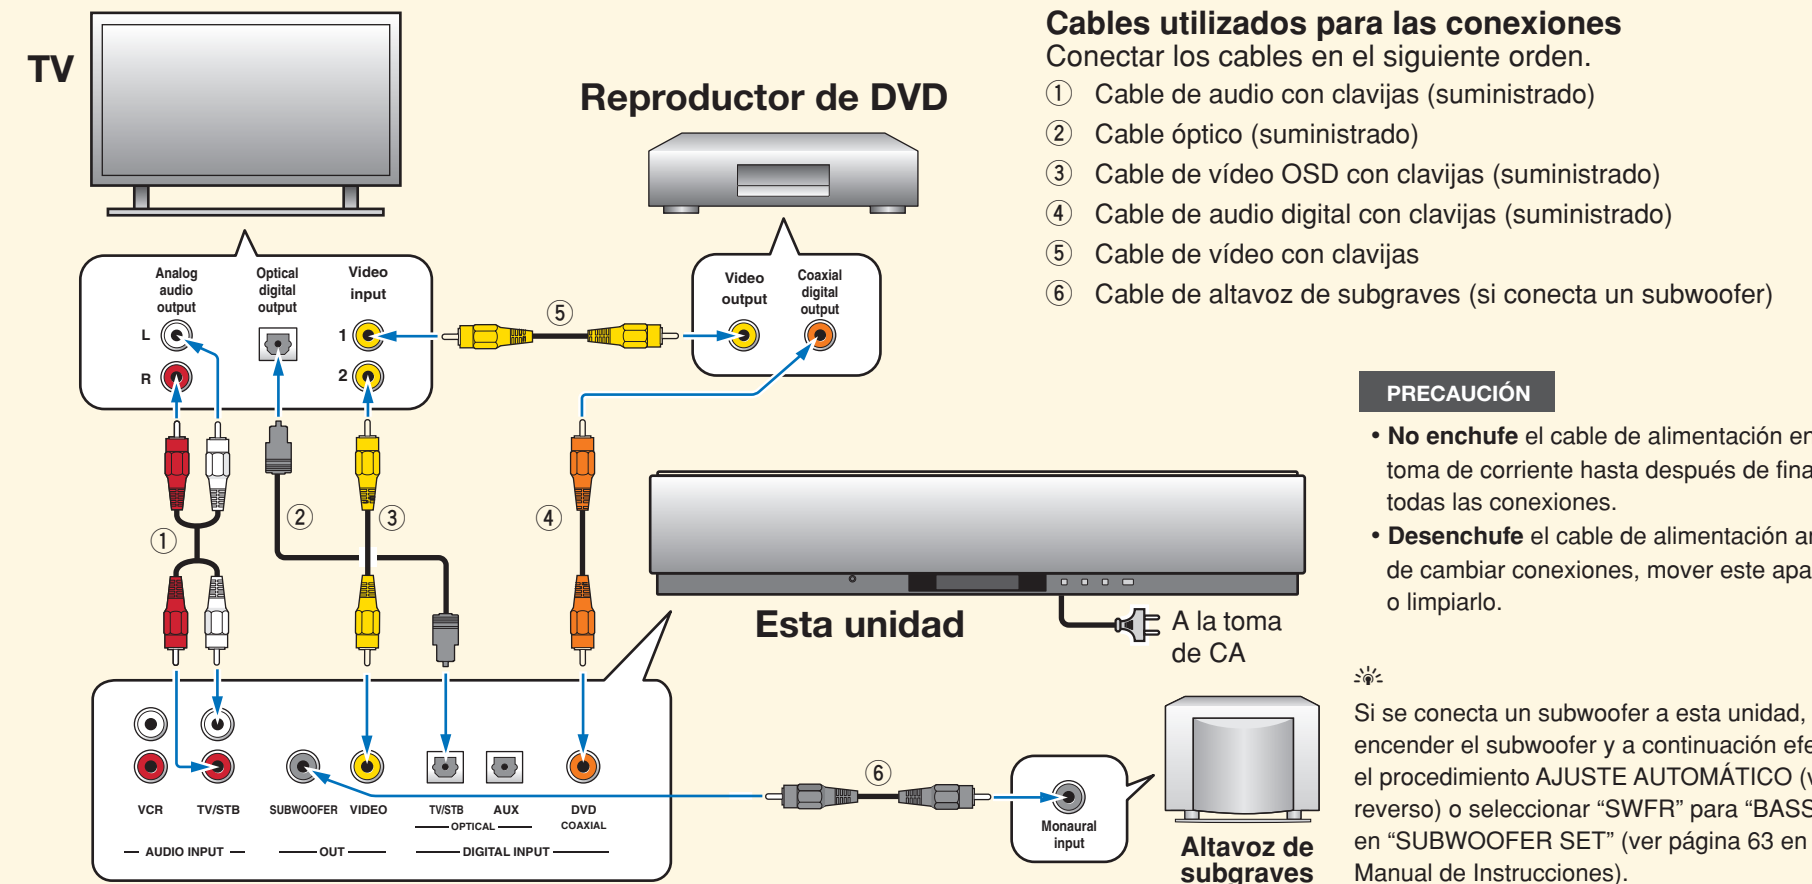 TV
Reproductor de DVD
Cables utilizados para las conexiones
Conectar los cables en el siguiente orden.
① Cable de audio con clavijas (suministrado)
② Cable óptico (suministrado)
③ Cable de vídeo OSD con clavijas (suministrado)
④ Cable de audio digital con clavijas (suministrado)
⑤ Cable de vídeo con clavijas
⑥ Cable de altavoz de subgraves (si conecta un subwoofer)
Analog
audio
output
L
R
Optical
digital
output
Video
input
1
2
⑤
Video
output
Coaxial
digital
output
①
②
③
④
PRECAUCIÓN
• No enchufe el cable de alimentación en
toma de corriente hasta después de fina
todas las conexiones.
• Desenchufe el cable de alimentación an
de cambiar conexiones, mover este apa
o limpiarlo.
Esta unidad
A la toma
de CA
Si se conecta un subwoofer a esta unidad,
encender el subwoofer y a continuación efe
el procedimiento AJUSTE AUTOMÁTICO (v
reverso) o seleccionar “SWFR” para “BASS
en “SUBWOOFER SET” (ver página 63 en
Manual de Instrucciones).
VCR TV/STB SUBWOOFER VIDEO TV/STB AUX DVD
OPTICAL COAXIAL
AUDIO INPUT OUT DIGITAL INPUT
⑥
Monaural
input
Altavoz de
subgraves